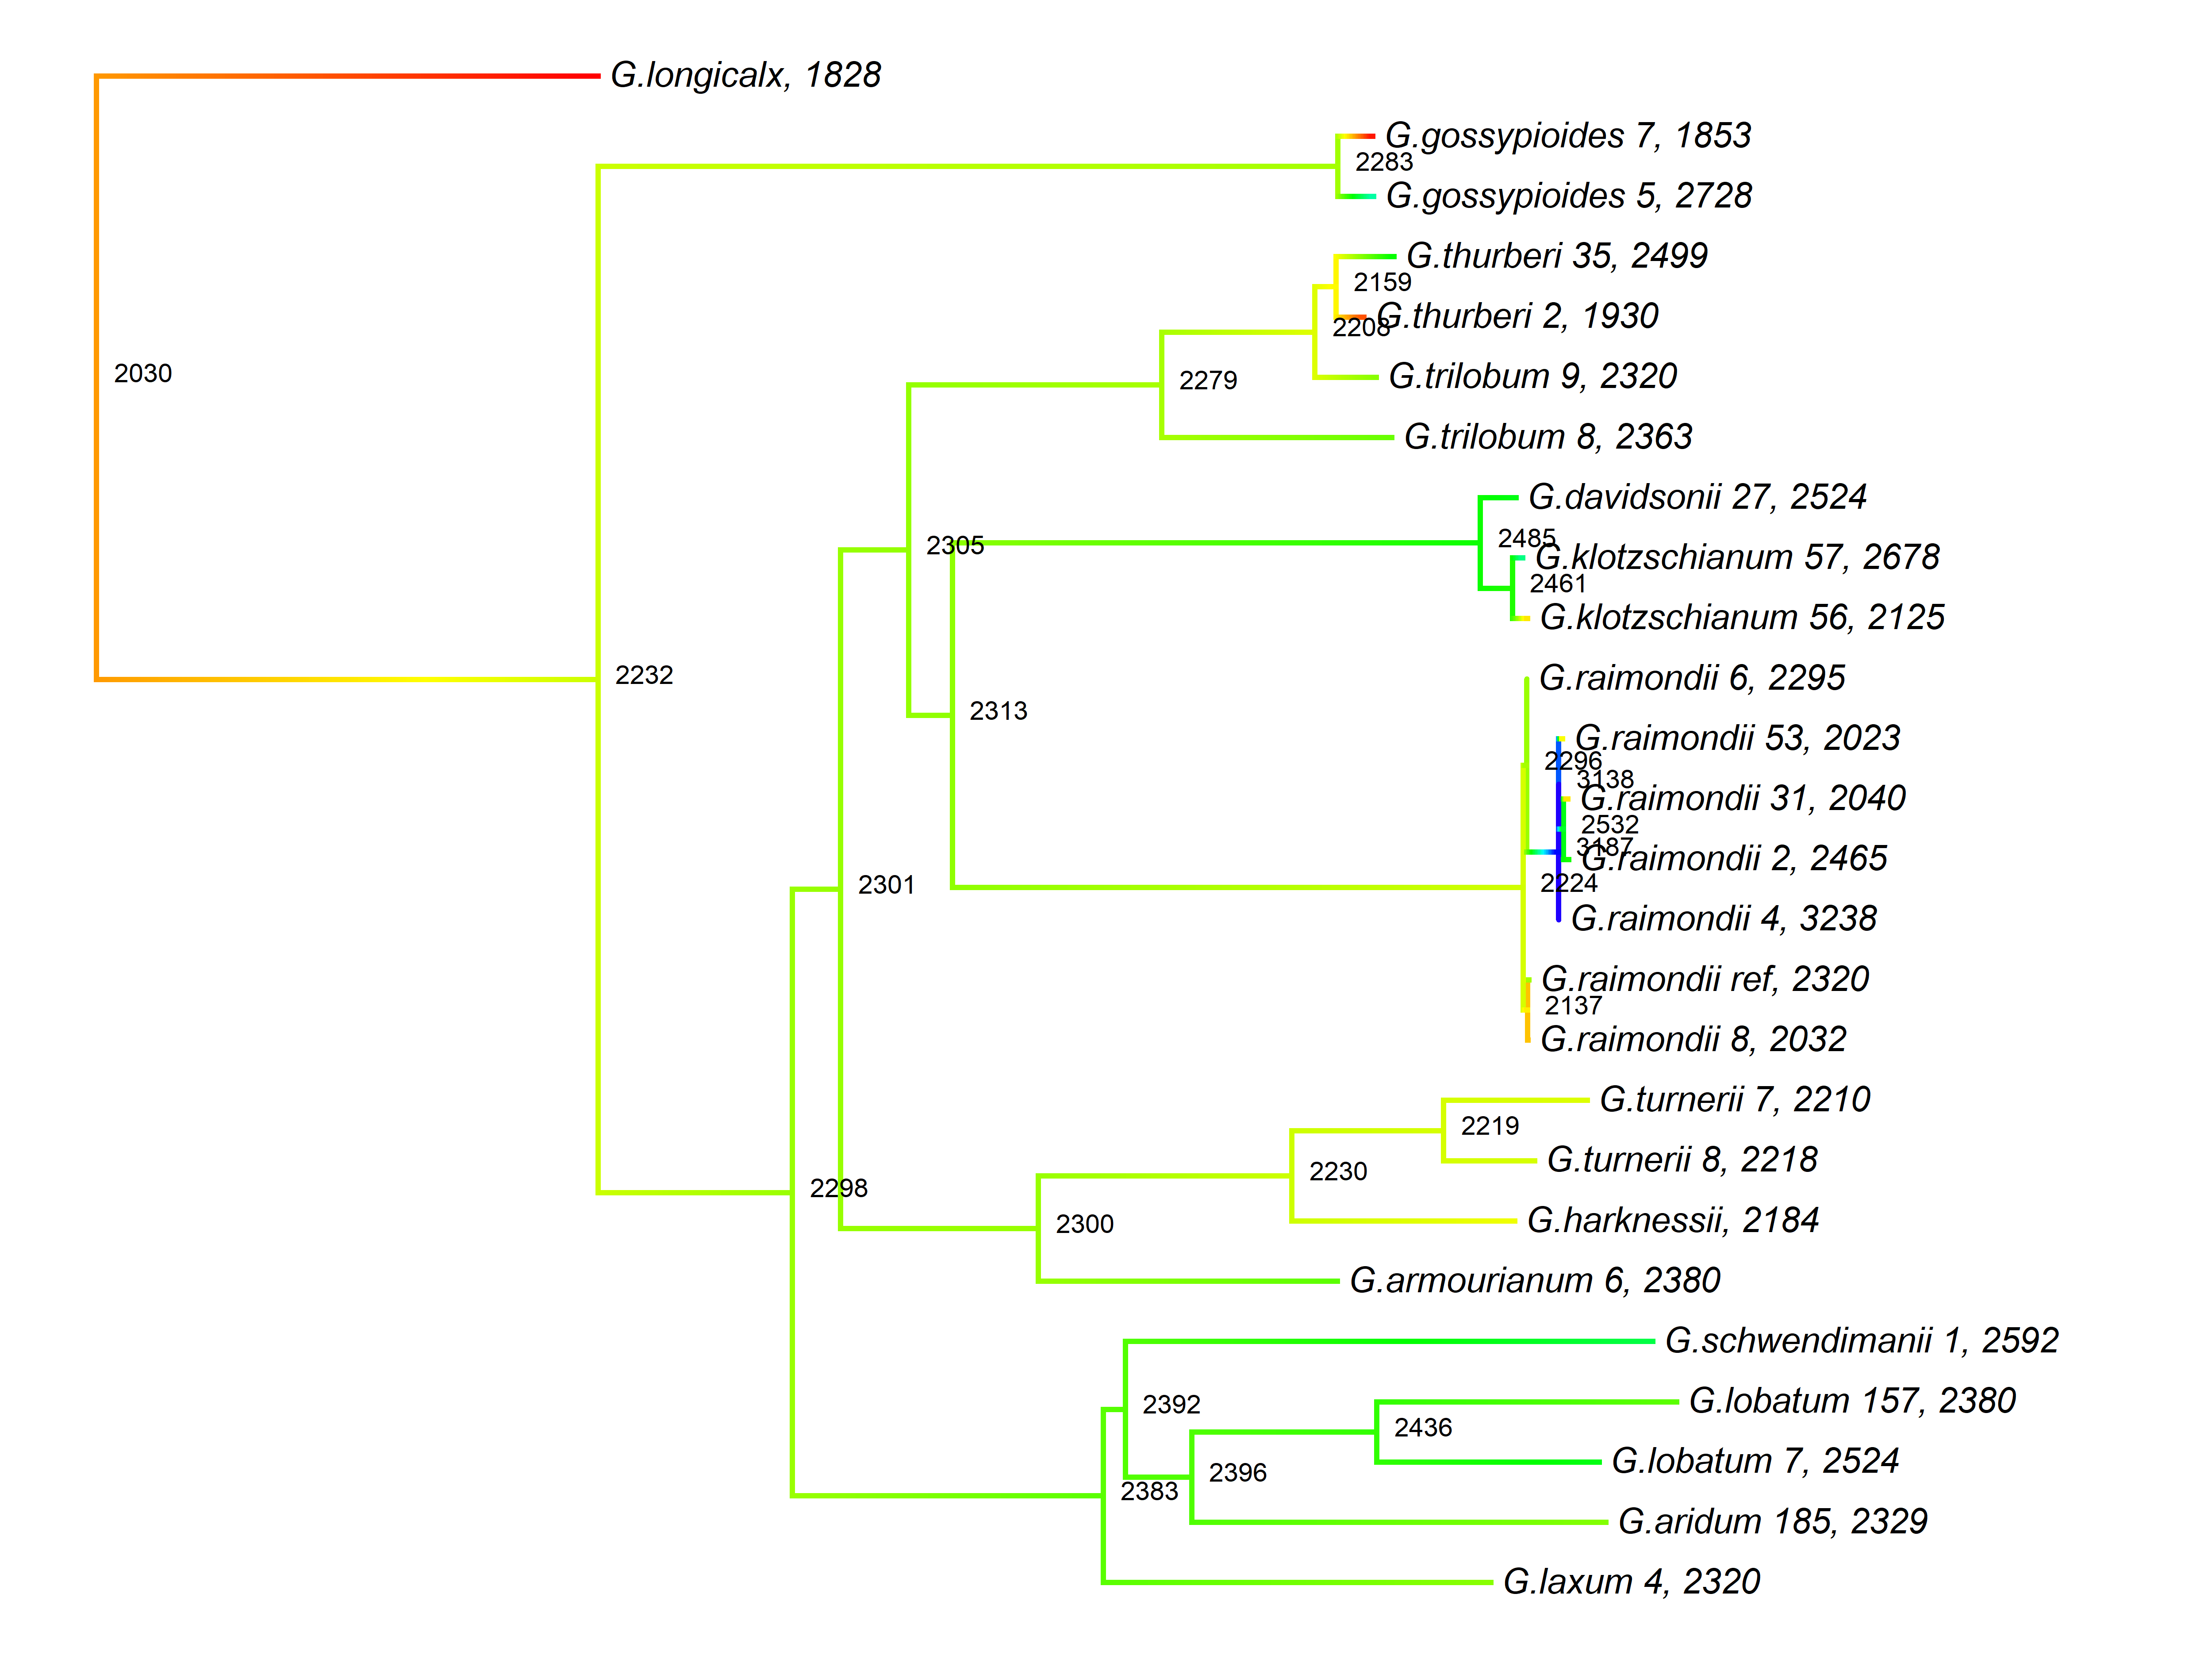 G.longicalx, 1828
G.gossypioides 7, 1853
2283
G.gossypioides 5, 2728
G.thurberi 35, 2499
2159
G.thurberi 2, 1930
2208
2030
G.trilobum 9, 2320
2279
G.trilobum 8, 2363
G.davidsonii 27, 2524
2485
2305
G.klotzschianum 57, 2678
2461
G.klotzschianum 56, 2125
2232
G.raimondii 6, 2295
2313
G.raimondii 53, 2023
2296
3138
G.raimondii 31, 2040
2532
3187
G.raimondii 2, 2465
2301
2224
G.raimondii 4, 3238
G.raimondii ref, 2320
2137
G.raimondii 8, 2032
G.turnerii 7, 2210
2219
G.turnerii 8, 2218
2230
2298
G.harknessii, 2184
2300
G.armourianum 6, 2380
G.schwendimanii 1, 2592
2392
G.lobatum 157, 2380
2436
G.lobatum 7, 2524
2396
2383
G.aridum 185, 2329
G.laxum 4, 2320